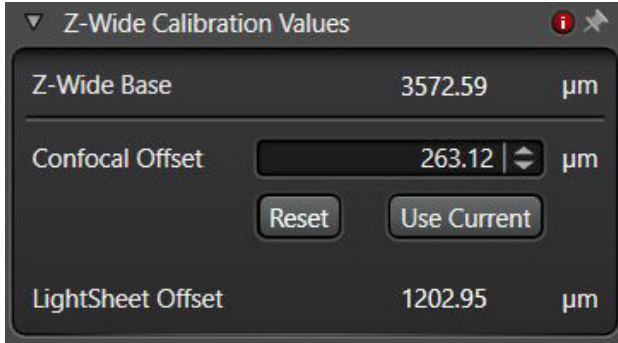 Z-Wide Calibration Values
Z-Wide Base 3572.59 µm
Confocal Offset 263.12 µm
Reset Use Current
LightSheet Offset 1202.95 µm